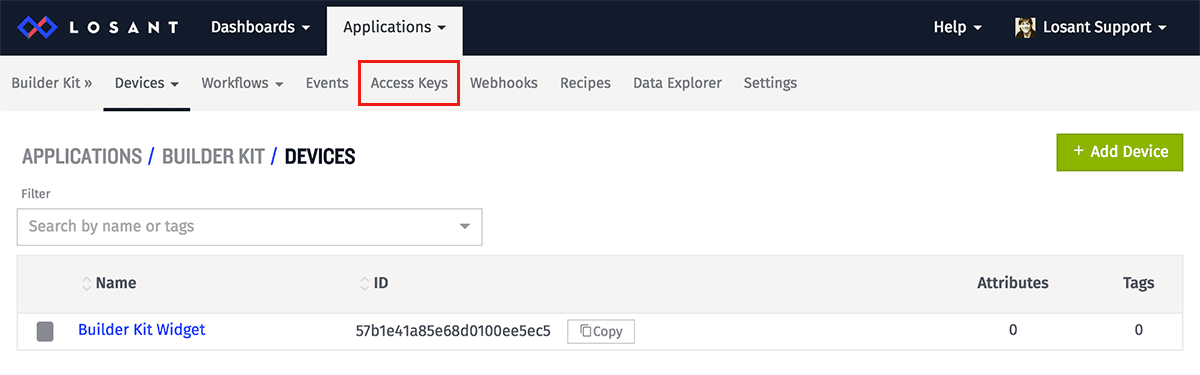 LOSANT Dashboards Applications Help Losant Support
Builder Kit » Devices Workflows Events Access Keys Webhooks Recipes Data Explorer Settings
APPLICATIONS / BUILDER KIT / DEVICES
+ Add Device
Filter
Search by name or tags
Name ID Attributes Tags
Builder Kit Widget 57b1e41a85e68d0100ee5ec5 Copy 0 0